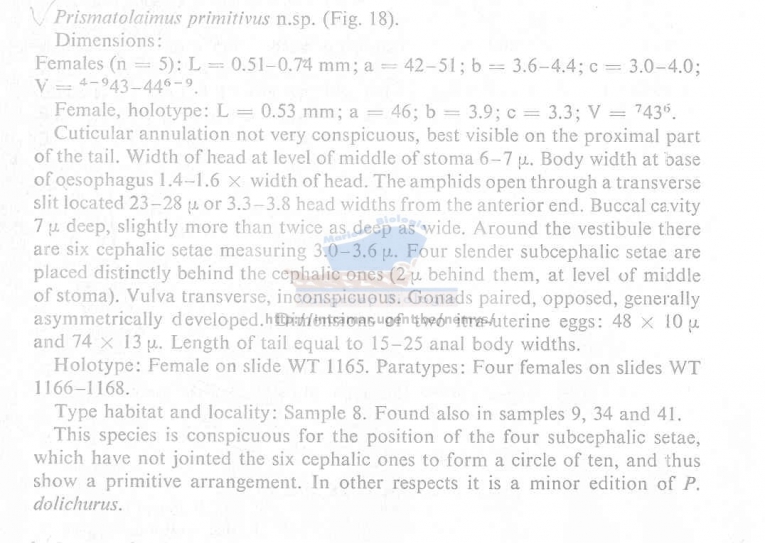 Prismatolaimus primitivus n.sp. (Fig. 18).
Dimensions:
Females (n = 5): L = 0.51–0.74 mm; a = 42–51; b = 3.6–4.4; c = 3.0–4.0;
V = ⁴⁻⁹43–44⁶⁻⁹.
Female, holotype: L = 0.53 mm; a = 46; b = 3.9; c = 3.3; V = ⁷43⁶.
Cuticular annulation not very conspicuous, best visible on the proximal part
of the tail. Width of head at level of middle of stoma 6–7 μ. Body width at base
of oesophagus 1.4–1.6 × width of head. The amphids open through a transverse
slit located 23–28 μ or 3.3–3.8 head widths from the anterior end. Buccal cavity
7 μ deep, slightly more than twice as deep as wide. Around the vestibule there
are six cephalic setae measuring 3.0–3.6 μ. Four slender subcephalic setae are
placed distinctly behind the cephalic ones (2 μ behind them, at level of middle
of stoma). Vulva transverse, inconspicuous. Gonads paired, opposed, generally
asymmetrically developed. Dimensions of two intra-uterine eggs: 48 × 10 μ
and 74 × 13 μ. Length of tail equal to 15–25 anal body widths.
Holotype: Female on slide WT 1165. Paratypes: Four females on slides WT
1166–1168.
Type habitat and locality: Sample 8. Found also in samples 9, 34 and 41.
This species is conspicuous for the position of the four subcephalic setae,
which have not jointed the six cephalic ones to form a circle of ten, and thus
show a primitive arrangement. In other respects it is a minor edition of P.
dolichurus.